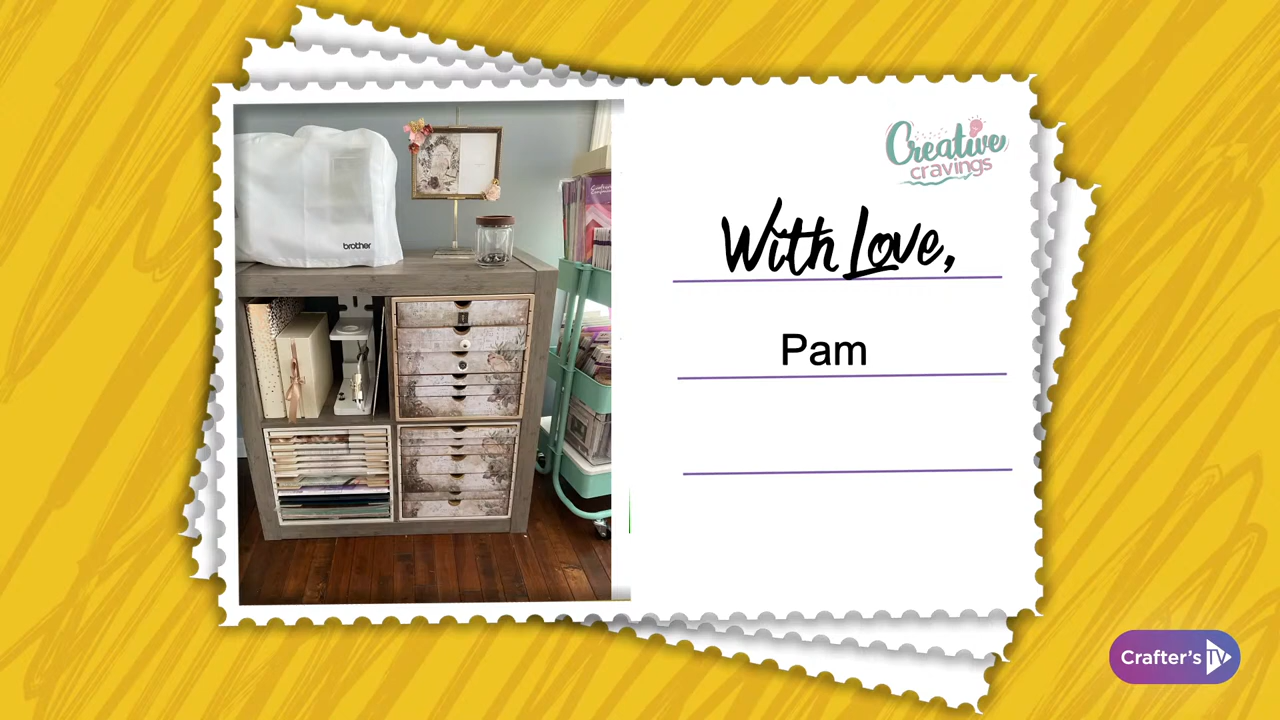 Creative
cravings
With Love,
Pam
brother
Crafter's TV